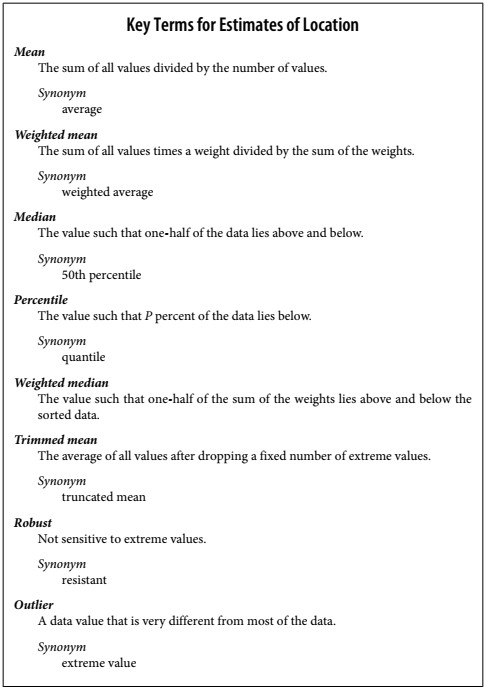 Key Terms for Estimates of Location
Mean
The sum of all values divided by the number of values.
Synonym
average
Weighted mean
The sum of all values times a weight divided by the sum of the weights.
Synonym
weighted average
Median
The value such that one-half of the data lies above and below.
Synonym
50th percentile
Percentile
The value such that P percent of the data lies below.
Synonym
quantile
Weighted median
The value such that one-half of the sum of the weights lies above and below the
sorted data.
Trimmed mean
The average of all values after dropping a fixed number of extreme values.
Synonym
truncated mean
Robust
Not sensitive to extreme values.
Synonym
resistant
Outlier
A data value that is very different from most of the data.
Synonym
extreme value